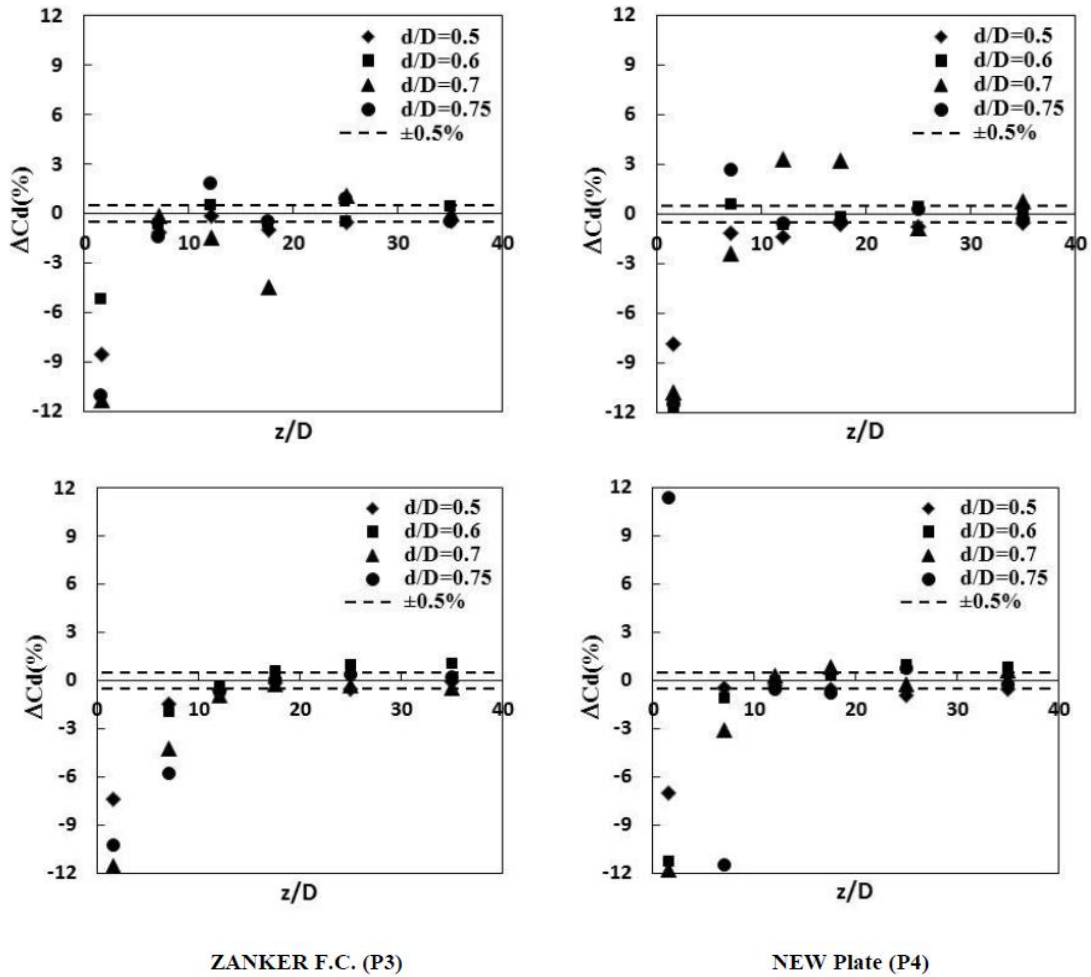 12
9
6
3
0
-3
-6
-9
-12
ΔCd(%)
0
10
20
30
40
z/D
d/D=0.5
d/D=0.6
d/D=0.7
d/D=0.75
±0.5%
12
9
6
3
0
-3
-6
-9
-12
ΔCd(%)
0
10
20
30
40
z/D
d/D=0.5
d/D=0.6
d/D=0.7
d/D=0.75
±0.5%
12
9
6
3
0
-3
-6
-9
-12
ΔCd(%)
0
10
20
30
40
z/D
d/D=0.5
d/D=0.6
d/D=0.7
d/D=0.75
±0.5%
12
9
6
3
0
-3
-6
-9
-12
ΔCd(%)
0
10
20
30
40
z/D
d/D=0.5
d/D=0.6
d/D=0.7
d/D=0.75
±0.5%
ZANKER F.C. (P3)
NEW Plate (P4)